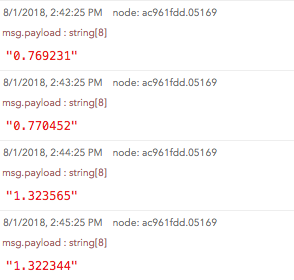 8/1/2018, 2:42:25 PM node: ac961fdd.05169
msg.payload : string[8]
"0.769231"
8/1/2018, 2:43:25 PM node: ac961fdd.05169
msg.payload : string[8]
"0.770452"
8/1/2018, 2:44:25 PM node: ac961fdd.05169
msg.payload : string[8]
"1.323565"
8/1/2018, 2:45:25 PM node: ac961fdd.05169
msg.payload : string[8]
"1.322344"